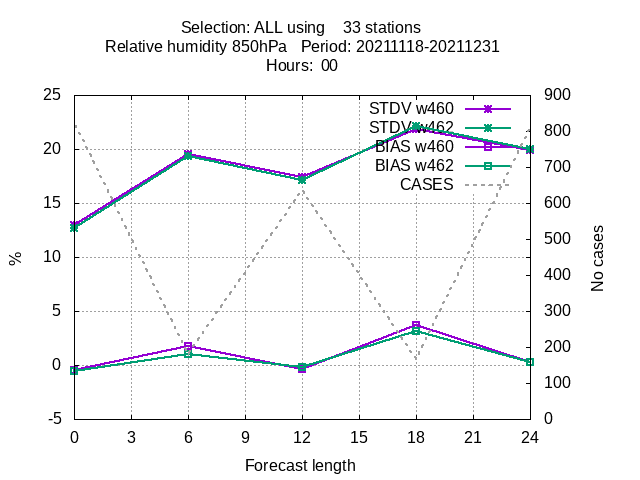 Selection: ALL using    33 stations
Relative humidity 850hPa   Period: 20211118-20211231
Hours:  00
25
20
15
10
5
0
-5
%
900
800
700
600
500
400
300
200
100
0
No cases
STDV w460
STDV w462
BIAS w460
BIAS w462
CASES
0 3 6 9 12 15 18 21 24
Forecast length